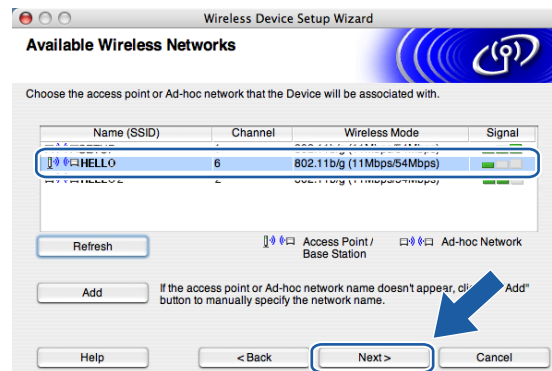 Wireless Device Setup Wizard
Available Wireless Networks
Choose the access point or Ad-hoc network that the Device will be associated with.
Name (SSID) Channel Wireless Mode Signal
HELLO 6 802.11b/g (11Mbps/54Mbps)
Refresh Access Point / Ad-hoc Network
Base Station
Add If the access point or Ad-hoc network name doesn't appear, Add"
button to manually specify the network name.
Help < Back Next > Cancel